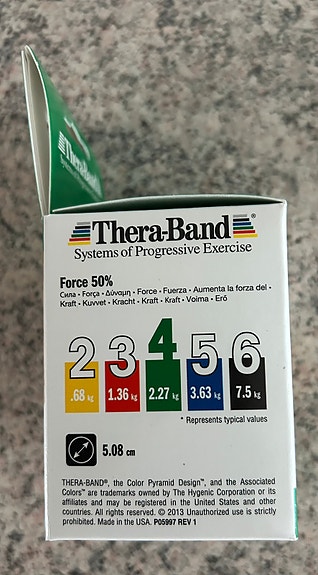 Thera-Band
Thera-Band®
Systems of Progressive Exercise
Force 50%
Сила • Força • Δύναμη • Force • Fuerza • Aumenta la forza del •
Kraft • Kuvvet • Kracht • Kraft • Kraft • Voima • Erő
2 3 4 5 6
.68 kg 1.36 kg 2.27 kg 3.63 kg 7.5 kg
* Represents typical values
5.08 cm
THERA-BAND®, the Color Pyramid Design™, and the Associated
Colors™ are trademarks owned by The Hygenic Corporation or its
affiliates and may be registered in the United States and other
countries. All rights reserved. © 2013 Unauthorized use is strictly
prohibited. Made in the USA. P05997 REV 1